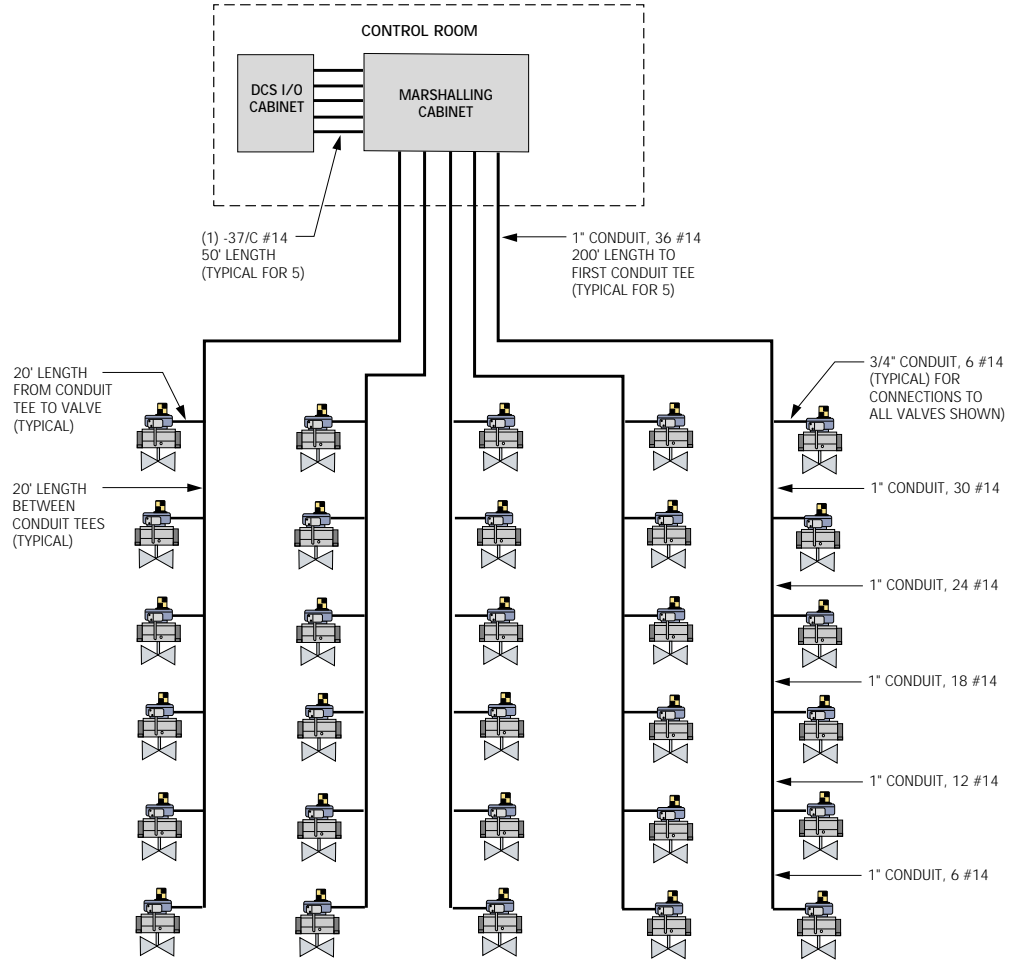 CONTROL ROOM
DCS I/O
CABINET
MARSHALLING
CABINET
(1) -37/C #14
50' LENGTH
(TYPICAL FOR 5)
1" CONDUIT, 36 #14
200' LENGTH TO
FIRST CONDUIT TEE
(TYPICAL FOR 5)
20' LENGTH
FROM CONDUIT
TEE TO VALVE
(TYPICAL)
3/4" CONDUIT, 6 #14
(TYPICAL) FOR
CONNECTIONS TO
ALL VALVES SHOWN)
20' LENGTH
BETWEEN
CONDUIT TEES
(TYPICAL)
1" CONDUIT, 30 #14
1" CONDUIT, 24 #14
1" CONDUIT, 18 #14
1" CONDUIT, 12 #14
1" CONDUIT, 6 #14